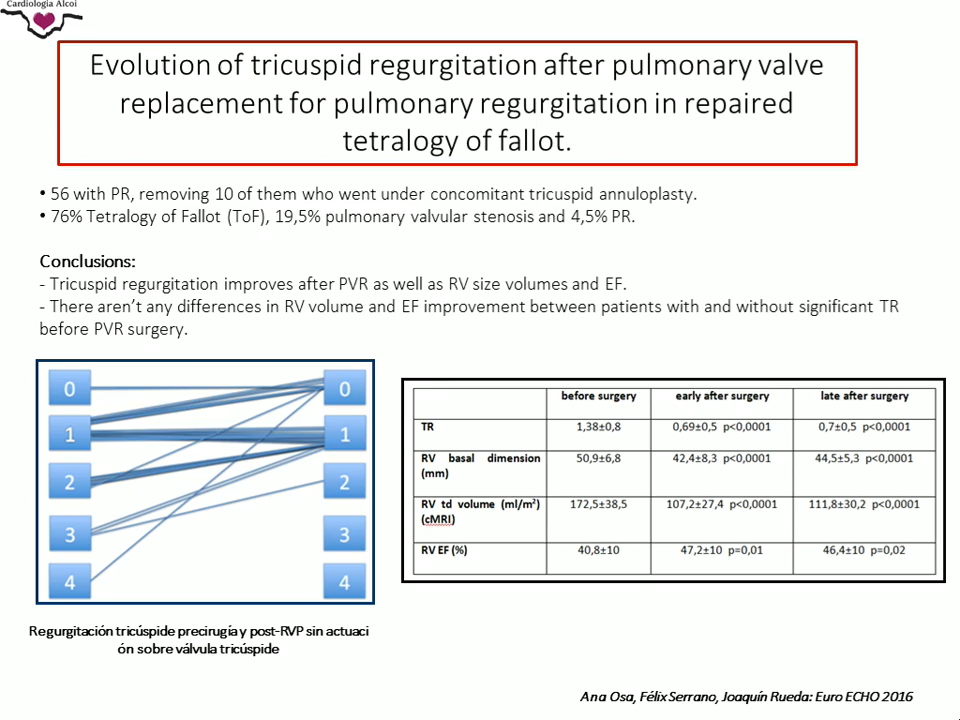 Cardiología Alcoi
Evolution of tricuspid regurgitation after pulmonary valve
replacement for pulmonary regurgitation in repaired
tetralogy of fallot.
• 56 with PR, removing 10 of them who went under concomitant tricuspid annuloplasty.
• 76% Tetralogy of Fallot (ToF), 19,5% pulmonary valvular stenosis and 4,5% PR.
Conclusions:
- Tricuspid regurgitation improves after PVR as well as RV size volumes and EF.
- There aren't any differences in RV volume and EF improvement between patients with and without significant TR
before PVR surgery.
0 0
1 1
2 2
3 3
4 4
before surgery early after surgery late after surgery
TR 1,38±0,8 0,69±0,5 p<0,0001 0,7±0,5 p<0,0001
RV basal dimension 50,9±6,8 42,4±8,3 p<0,0001 44,5±5,3 p<0,0001
(mm)
RV td volume (ml/m²) 172,5±38,5 107,2±27,4 p<0,0001 111,8±30,2 p<0,0001
(cMRI)
RV EF (%) 40,8±10 47,2±10 p=0,01 46,4±10 p=0,02
Regurgitación tricúspide precirugía y post-RVP sin actuaci
ón sobre válvula tricúspide
Ana Osa, Félix Serrano, Joaquín Rueda: Euro ECHO 2016